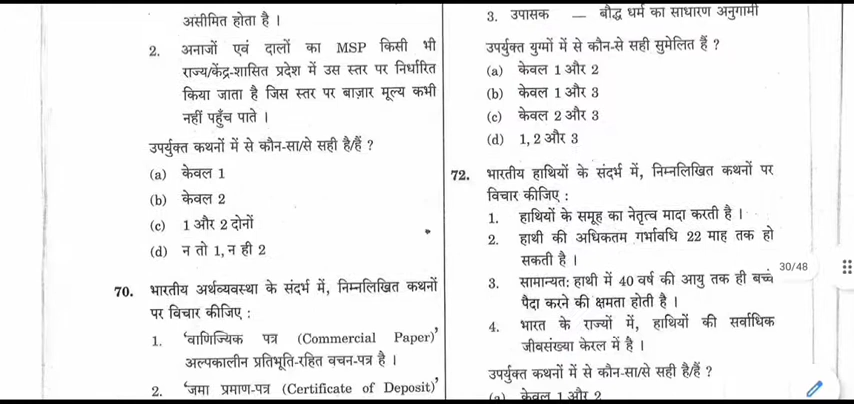 असीमित होता है ।
2. अनाजों एवं दालों का MSP किसी भी
राज्य/केंद्र-शासित प्रदेश में उस स्तर पर निर्धारित
किया जाता है जिस स्तर पर बाज़ार मूल्य कभी
नहीं पहुँच पाते ।
उपर्युक्त कथनों में से कौन-सा/से सही है/हैं ?
(a) केवल 1
(b) केवल 2
(c) 1 और 2 दोनों
(d) न तो 1, न ही 2
70. भारतीय अर्थव्यवस्था के संदर्भ में, निम्नलिखित कथनों
पर विचार कीजिए :
1. 'वाणिज्यिक पत्र (Commercial Paper)'
अल्पकालीन प्रतिभूति-रहित वचन-पत्र है ।
2. 'जमा प्रमाण-पत्र (Certificate of Deposit)'
3. उपासक — बौद्ध धर्म का साधारण अनुगामी
उपर्युक्त युग्मों में से कौन-से सही सुमेलित हैं ?
(a) केवल 1 और 2
(b) केवल 1 और 3
(c) केवल 2 और 3
(d) 1, 2 और 3
72. भारतीय हाथियों के संदर्भ में, निम्नलिखित कथनों पर
विचार कीजिए :
1. हाथियों के समूह का नेतृत्व मादा करती है ।
2. हाथी की अधिकतम गर्भावधि 22 माह तक हो
सकती है ।
3. सामान्यत: हाथी में 40 वर्ष की आयु तक ही बच्चे
पैदा करने की क्षमता होती है ।
4. भारत के राज्यों में, हाथियों की सर्वाधिक
जीवसंख्या केरल में है ।
उपर्युक्त कथनों में से कौन-सा/से सही है/हैं ?
(a) केवल 1 और 2
30/48